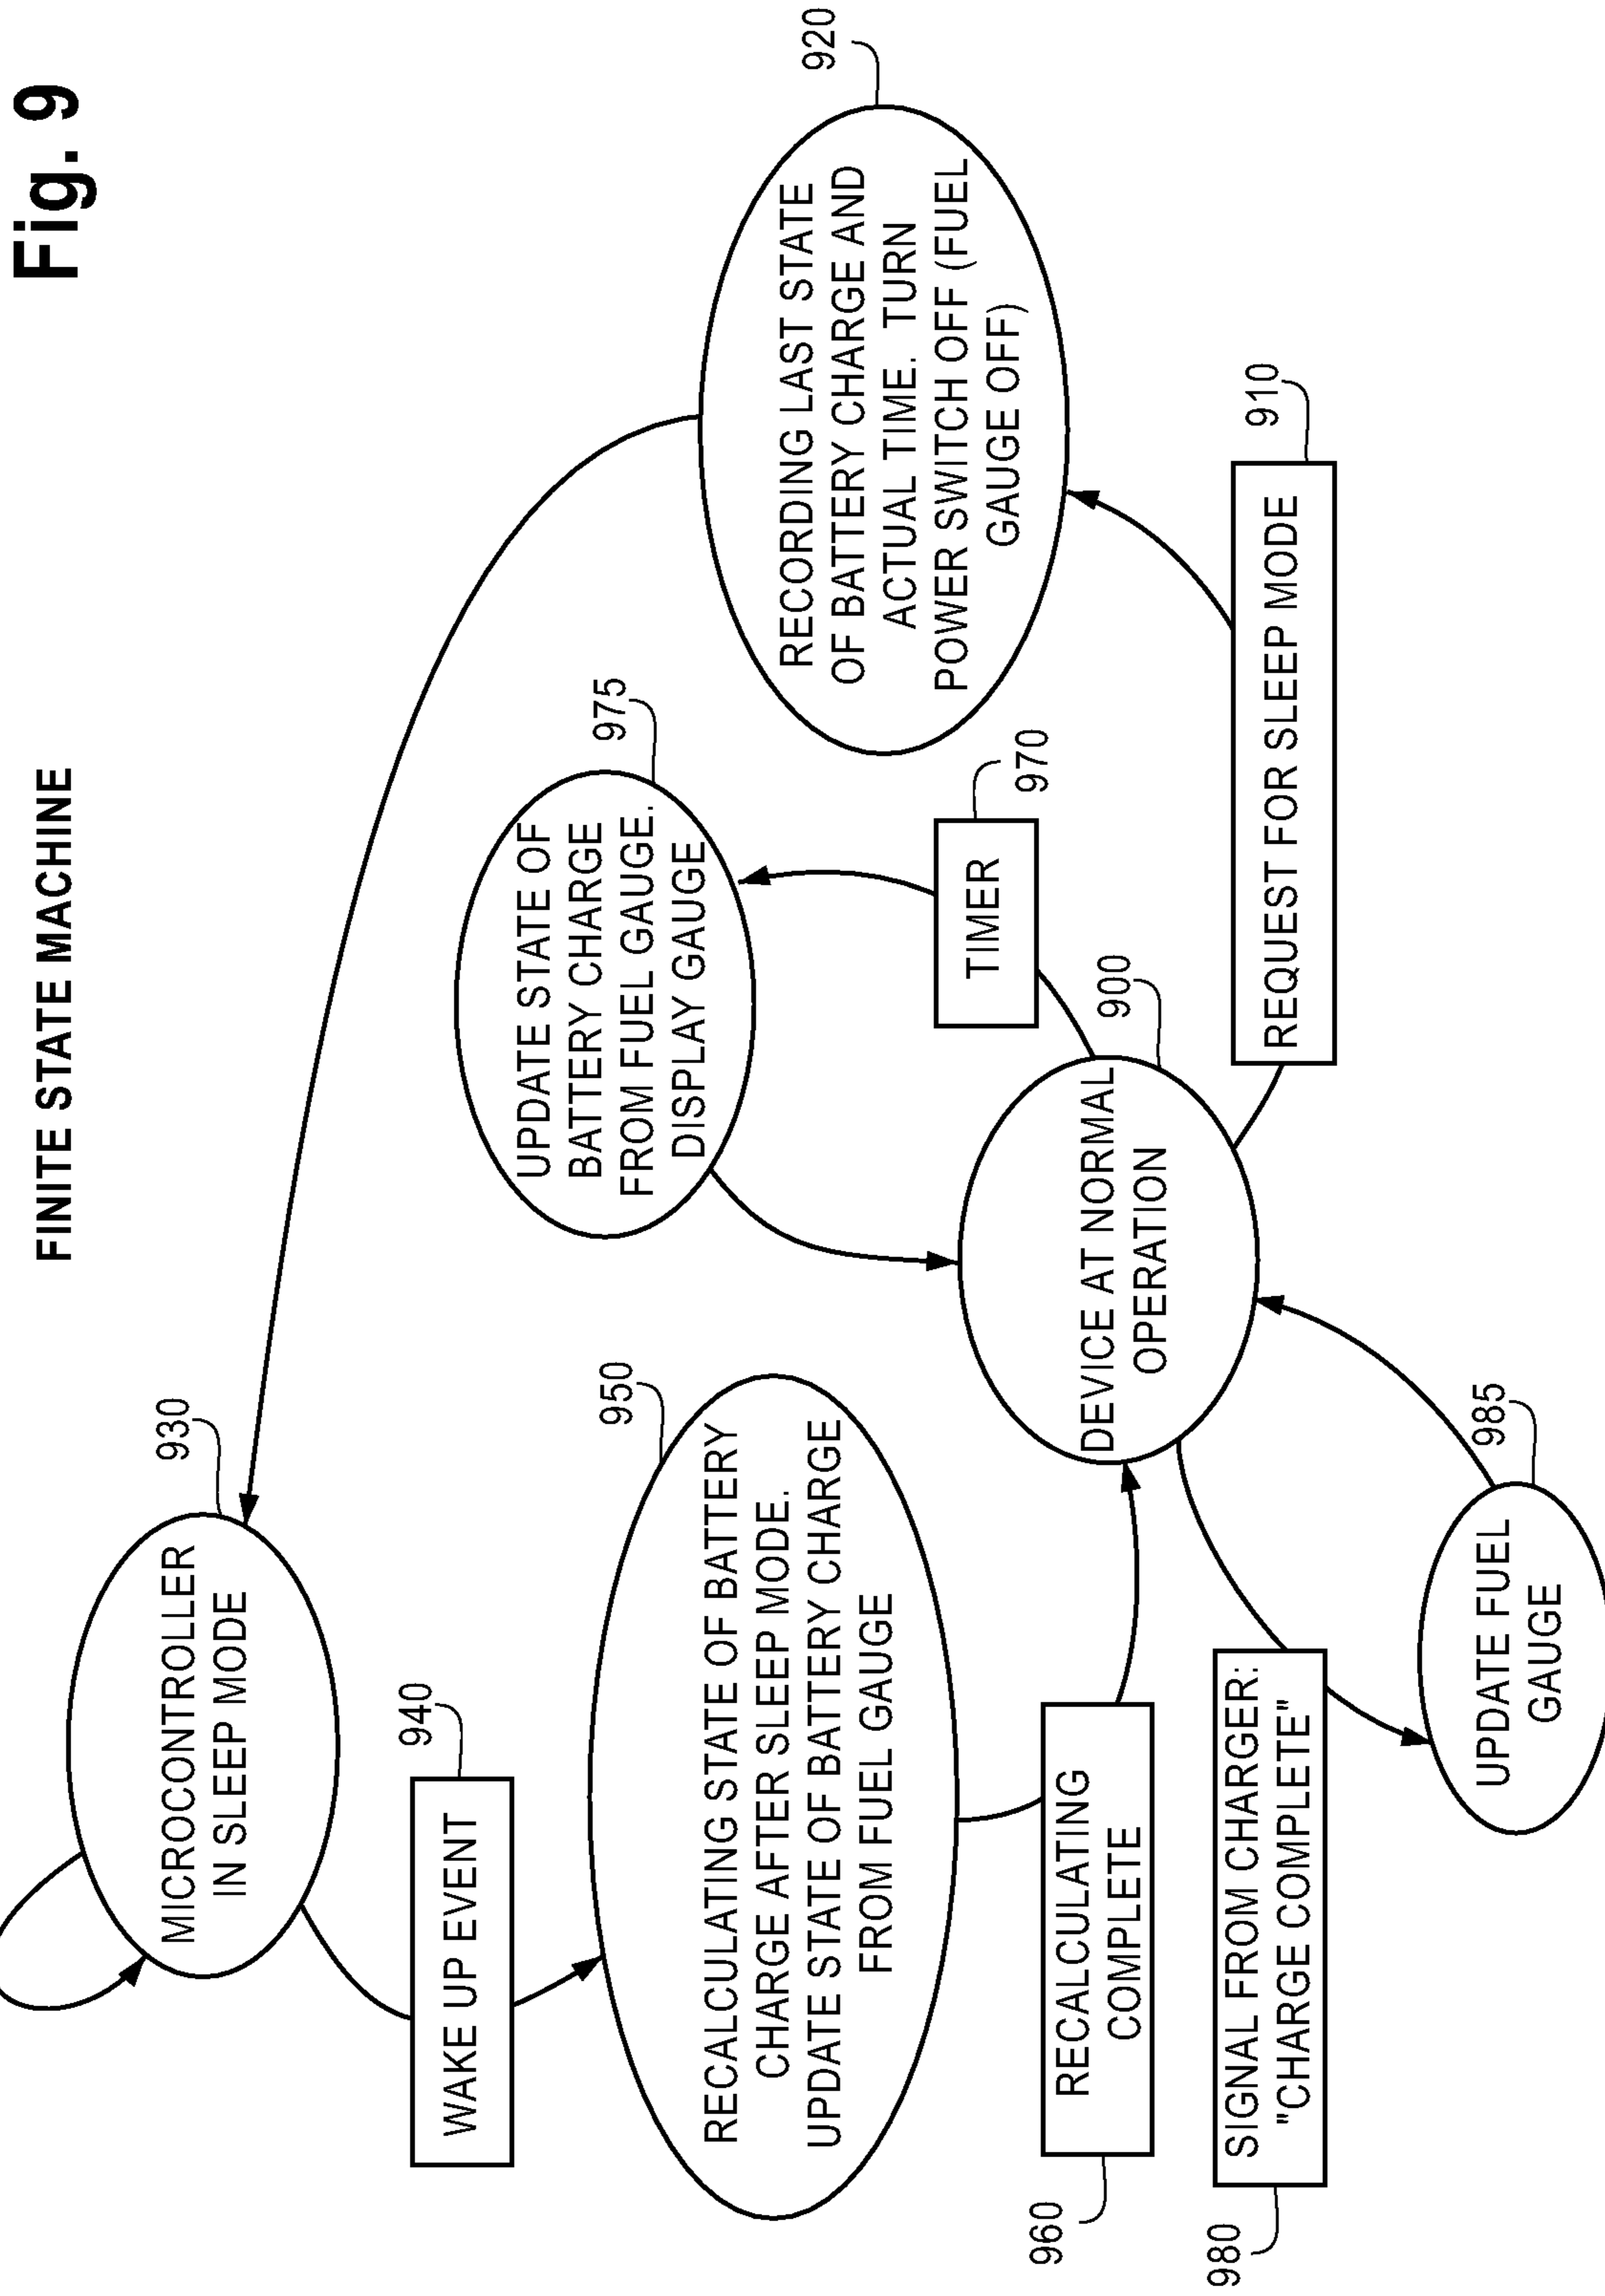 Fig. 9
FINITE STATE MACHINE
930
MICROCONTROLLER
IN SLEEP MODE
940
WAKE UP EVENT
950
RECALCULATING STATE OF BATTERY
CHARGE AFTER SLEEP MODE.
UPDATE STATE OF BATTERY CHARGE
FROM FUEL GAUGE
960
RECALCULATING
COMPLETE
975
UPDATE STATE OF
BATTERY CHARGE
FROM FUEL GAUGE.
DISPLAY GAUGE
970
TIMER
900
DEVICE AT NORMAL
OPERATION
920
RECORDING LAST STATE
OF BATTERY CHARGE AND
ACTUAL TIME. TURN
POWER SWITCH OFF (FUEL
GAUGE OFF)
910
REQUEST FOR SLEEP MODE
980
SIGNAL FROM CHARGER:
"CHARGE COMPLETE"
985
UPDATE FUEL
GAUGE